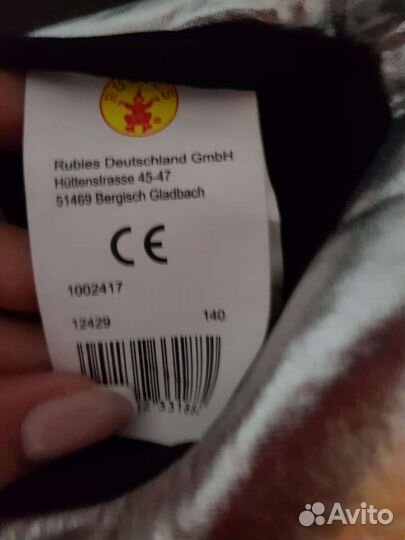 Rubies Deutschland GmbH
Hüttenstrasse 45-47
51469 Bergisch Gladbach
CE
1002417
12429 140
Avito